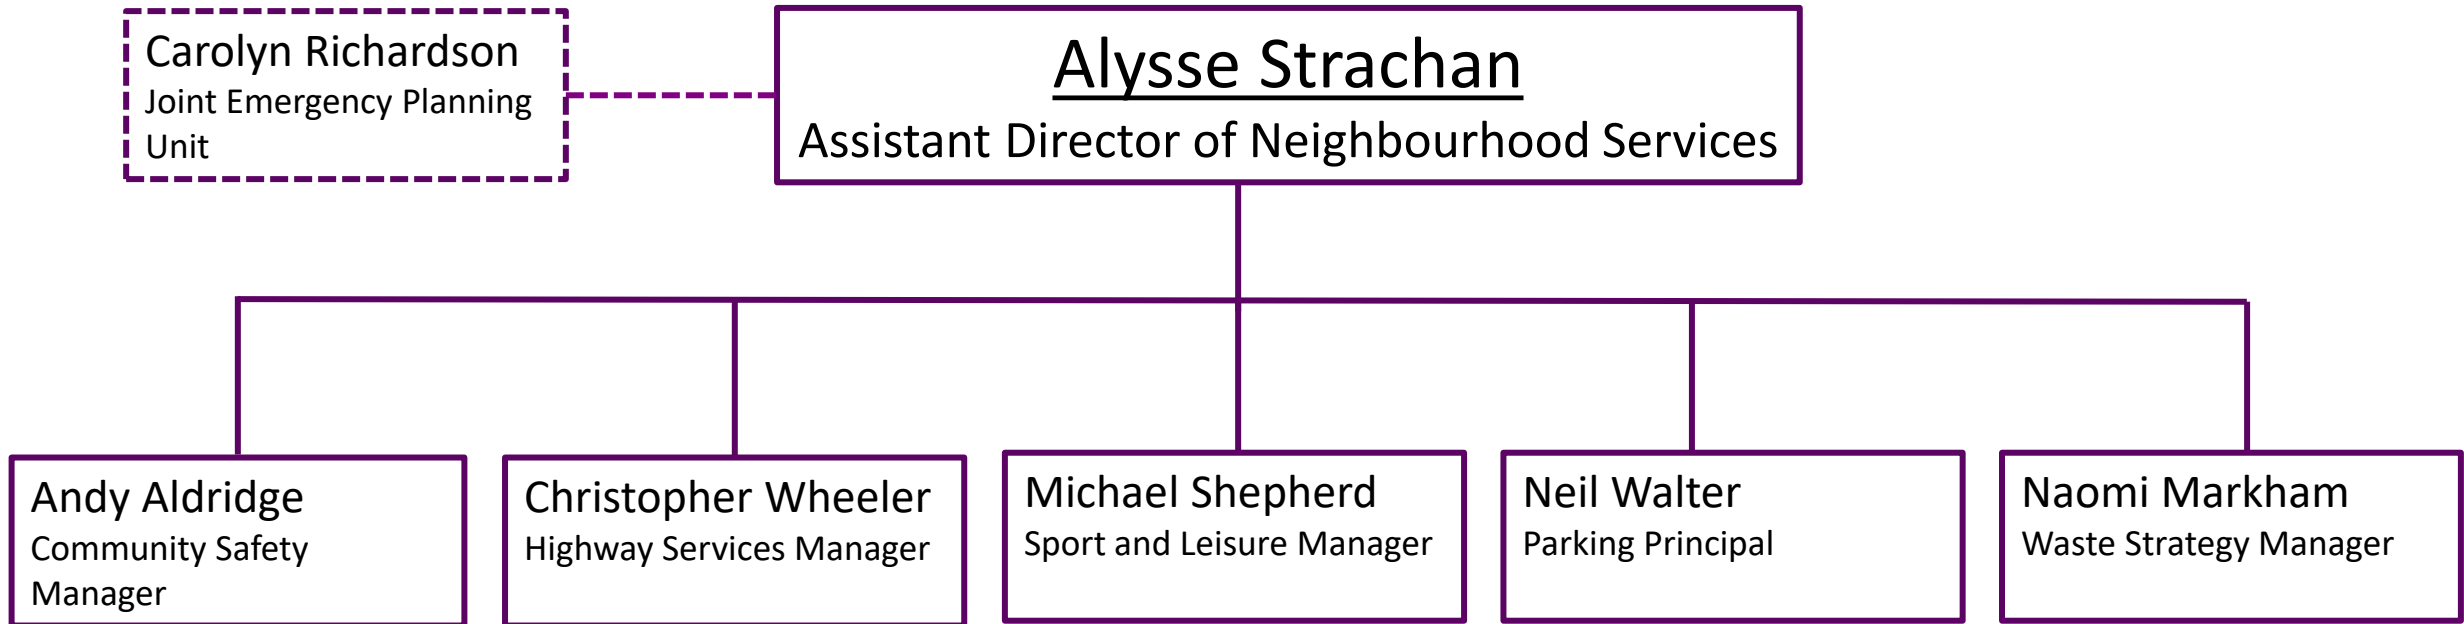 Carolyn Richardson
Joint Emergency Planning
Unit
Alysse Strachan
Assistant Director of Neighbourhood Services
Andy Aldridge
Community Safety
Manager
Christopher Wheeler
Highway Services Manager
Michael Shepherd
Sport and Leisure Manager
Neil Walter
Parking Principal
Naomi Markham
Waste Strategy Manager